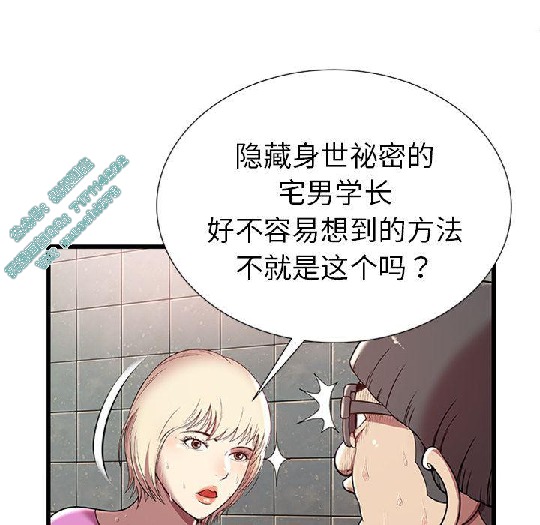 隐藏身世祕密的
宅男学长
好不容易想到的方法
不就是这个吗？